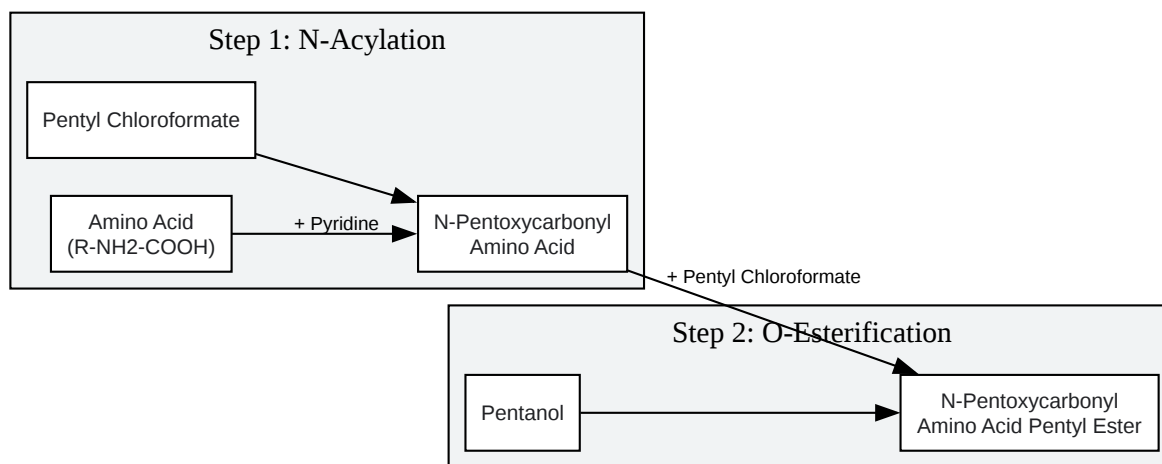 Step 1: N-Acylation
Pentyl Chloroformate
Amino Acid
(R-NH2-COOH)
+ Pyridine
N-Pentoxycarbonyl
Amino Acid
+ Pentyl Chloroformate
Step 2: O-Esterification
Pentanol
N-Pentoxycarbonyl
Amino Acid Pentyl Ester